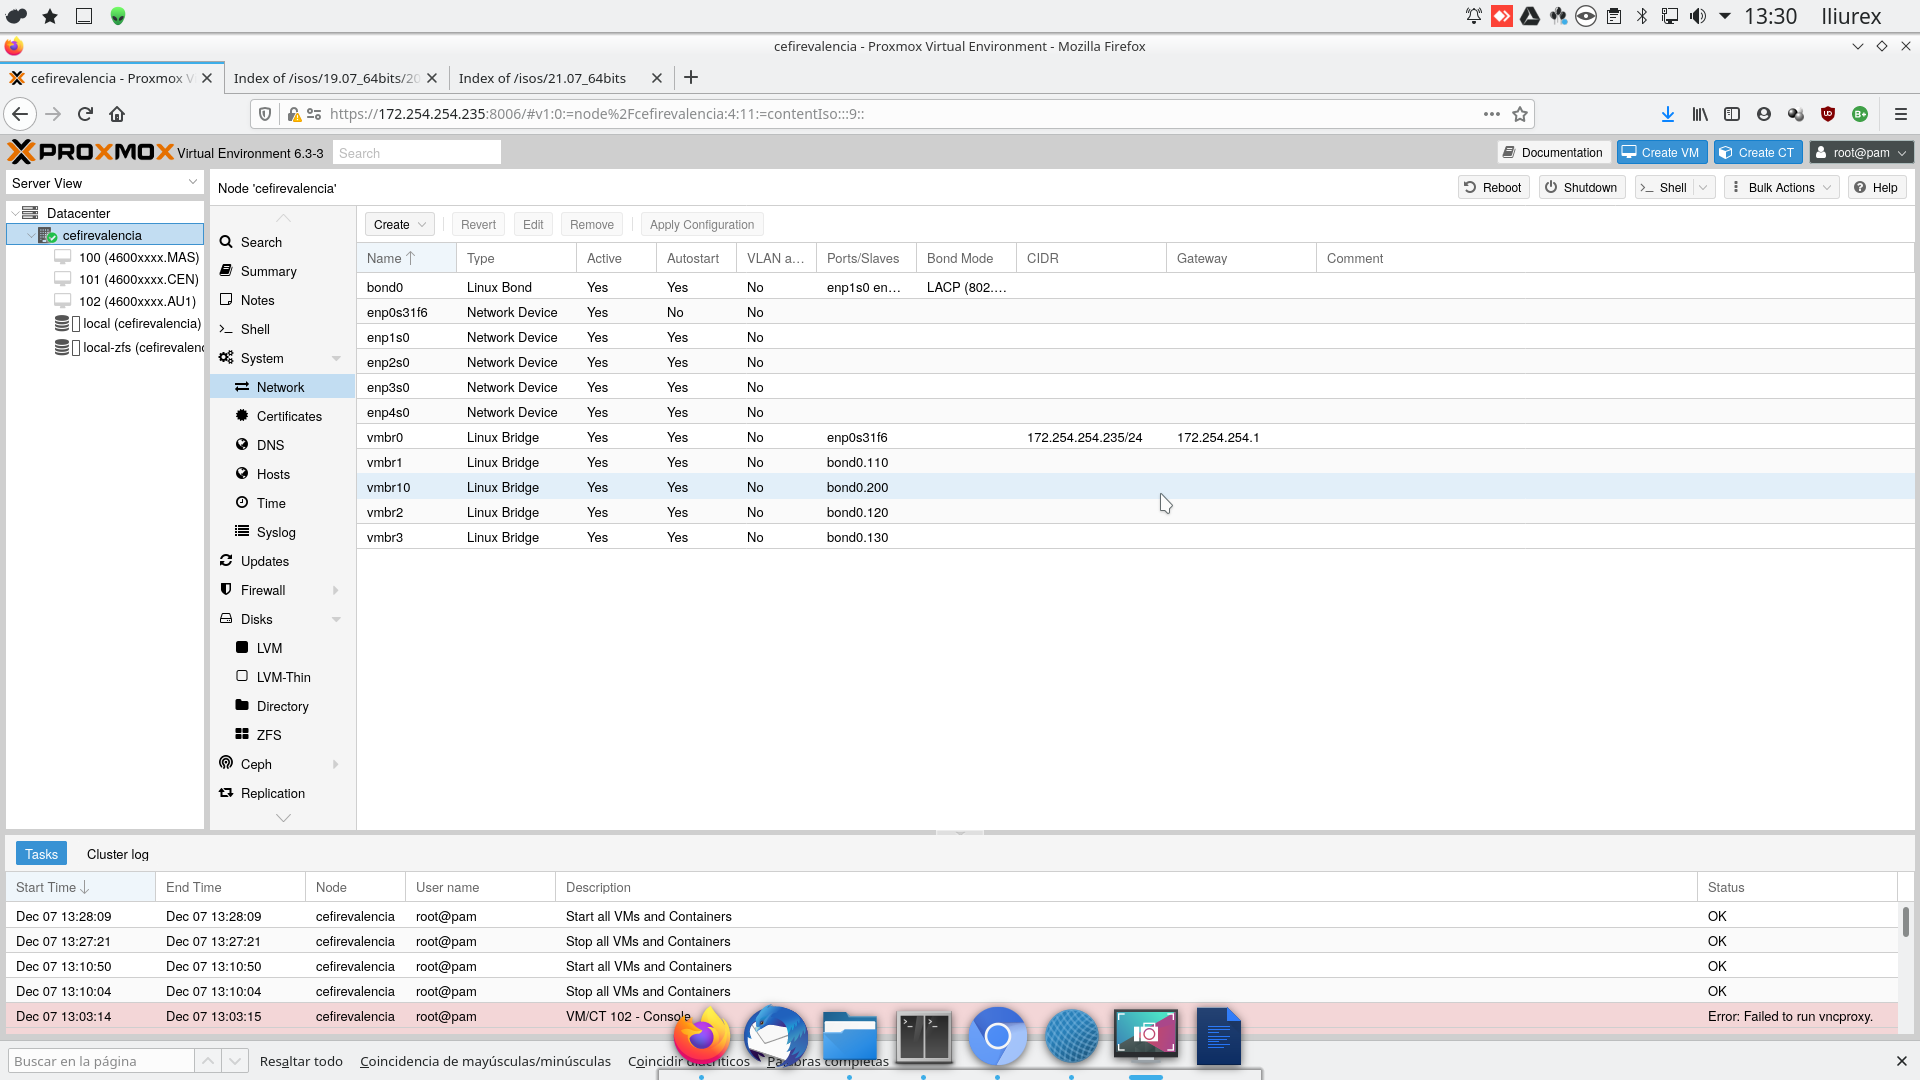 13:30 lliurex
cefirevalencia - Proxmox Virtual Environment - Mozilla Firefox
cefirevalencia - Proxmox V
Index of /isos/19.07_64bits/20
Index of /isos/21.07_64bits
https://172.254.254.235:8006/#v1:0:=node%2Fcefirevalencia:4:11:=contentIso:::9::
PROXMOX Virtual Environment 6.3-3 Search Documentation Create VM Create CT root@pam
Server View
Node 'cefirevalencia' Reboot Shutdown Shell Bulk Actions Help
Datacenter
cefirevalencia
100 (4600xxxx.MAS)
101 (4600xxxx.CEN)
102 (4600xxxx.AU1)
local (cefirevalencia)
local-zfs (cefirevalen
Search
Summary
Notes
Shell
System
Network
Certificates
DNS
Hosts
Time
Syslog
Updates
Firewall
Disks
LVM
LVM-Thin
Directory
ZFS
Ceph
Replication
Create Revert Edit Remove Apply Configuration
Name Type Active Autostart VLAN a... Ports/Slaves Bond Mode CIDR Gateway Comment
bond0 Linux Bond Yes Yes No enp1s0 en... LACP (802....
enp0s31f6 Network Device Yes No No
enp1s0 Network Device Yes Yes No
enp2s0 Network Device Yes Yes No
enp3s0 Network Device Yes Yes No
enp4s0 Network Device Yes Yes No
vmbr0 Linux Bridge Yes Yes No enp0s31f6 172.254.254.235/24 172.254.254.1
vmbr1 Linux Bridge Yes Yes No bond0.110
vmbr10 Linux Bridge Yes Yes No bond0.200
vmbr2 Linux Bridge Yes Yes No bond0.120
vmbr3 Linux Bridge Yes Yes No bond0.130
Tasks Cluster log
Start Time End Time Node User name Description Status
Dec 07 13:28:09 Dec 07 13:28:09 cefirevalencia root@pam Start all VMs and Containers OK
Dec 07 13:27:21 Dec 07 13:27:21 cefirevalencia root@pam Stop all VMs and Containers OK
Dec 07 13:10:50 Dec 07 13:10:50 cefirevalencia root@pam Start all VMs and Containers OK
Dec 07 13:10:04 Dec 07 13:10:04 cefirevalencia root@pam Stop all VMs and Containers OK
Dec 07 13:03:14 Dec 07 13:03:15 cefirevalencia root@pam VM/CT 102 - Console Error: Failed to run vncproxy.
Buscar en la página Resaltar todo Coincidencia de mayúsculas/minúsculas Coincidir diacríticos Palabras completas